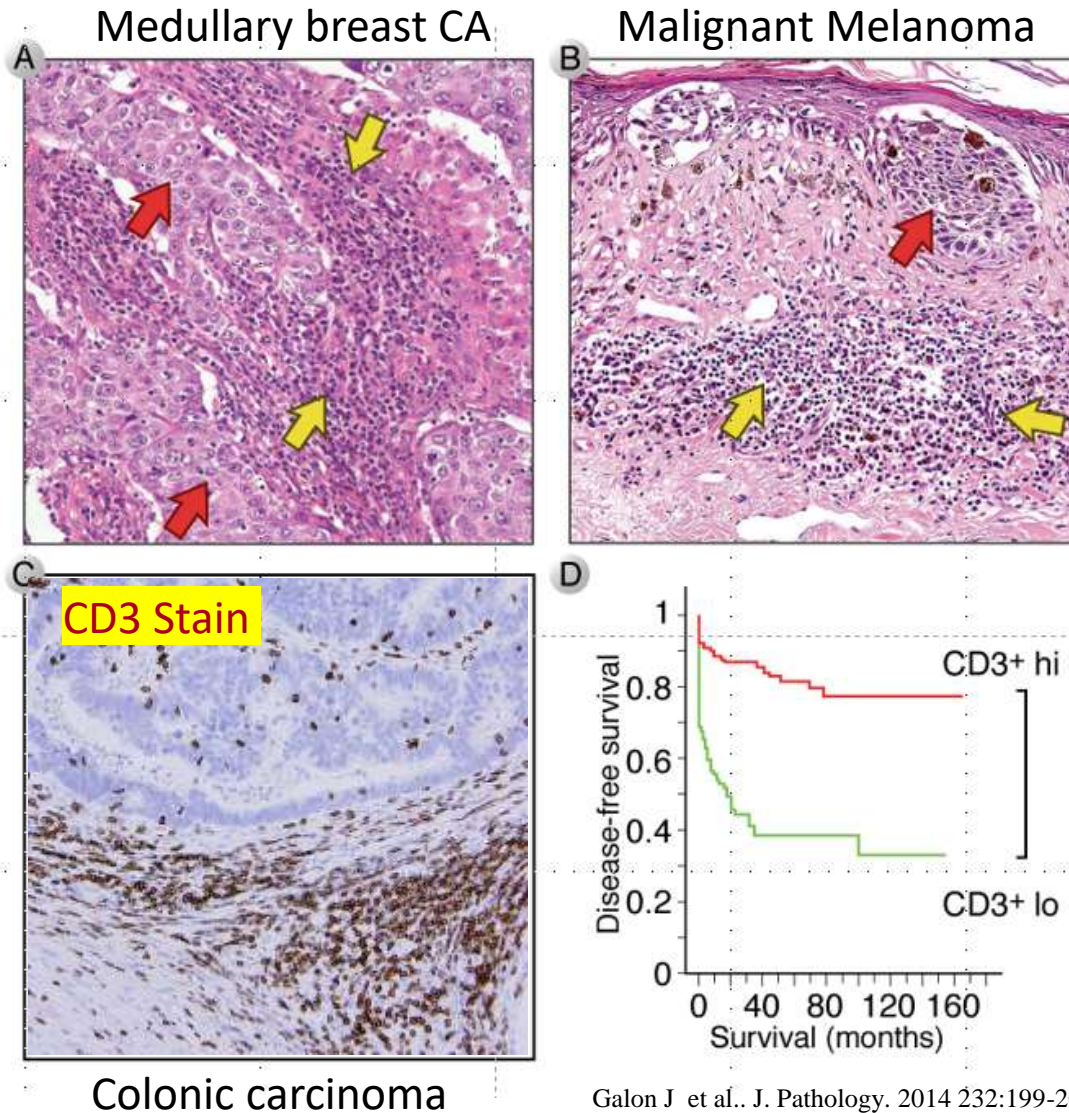 Medullary breast CA
Malignant Melanoma
A
B
C
CD3 Stain
D
1
0.8
0.6
0.4
0.2
0
Disease-free survival
CD3+ hi
CD3+ lo
0 40 80 120 160
Survival (months)
Colonic carcinoma
Galon J et al.. J. Pathology. 2014 232:199-2